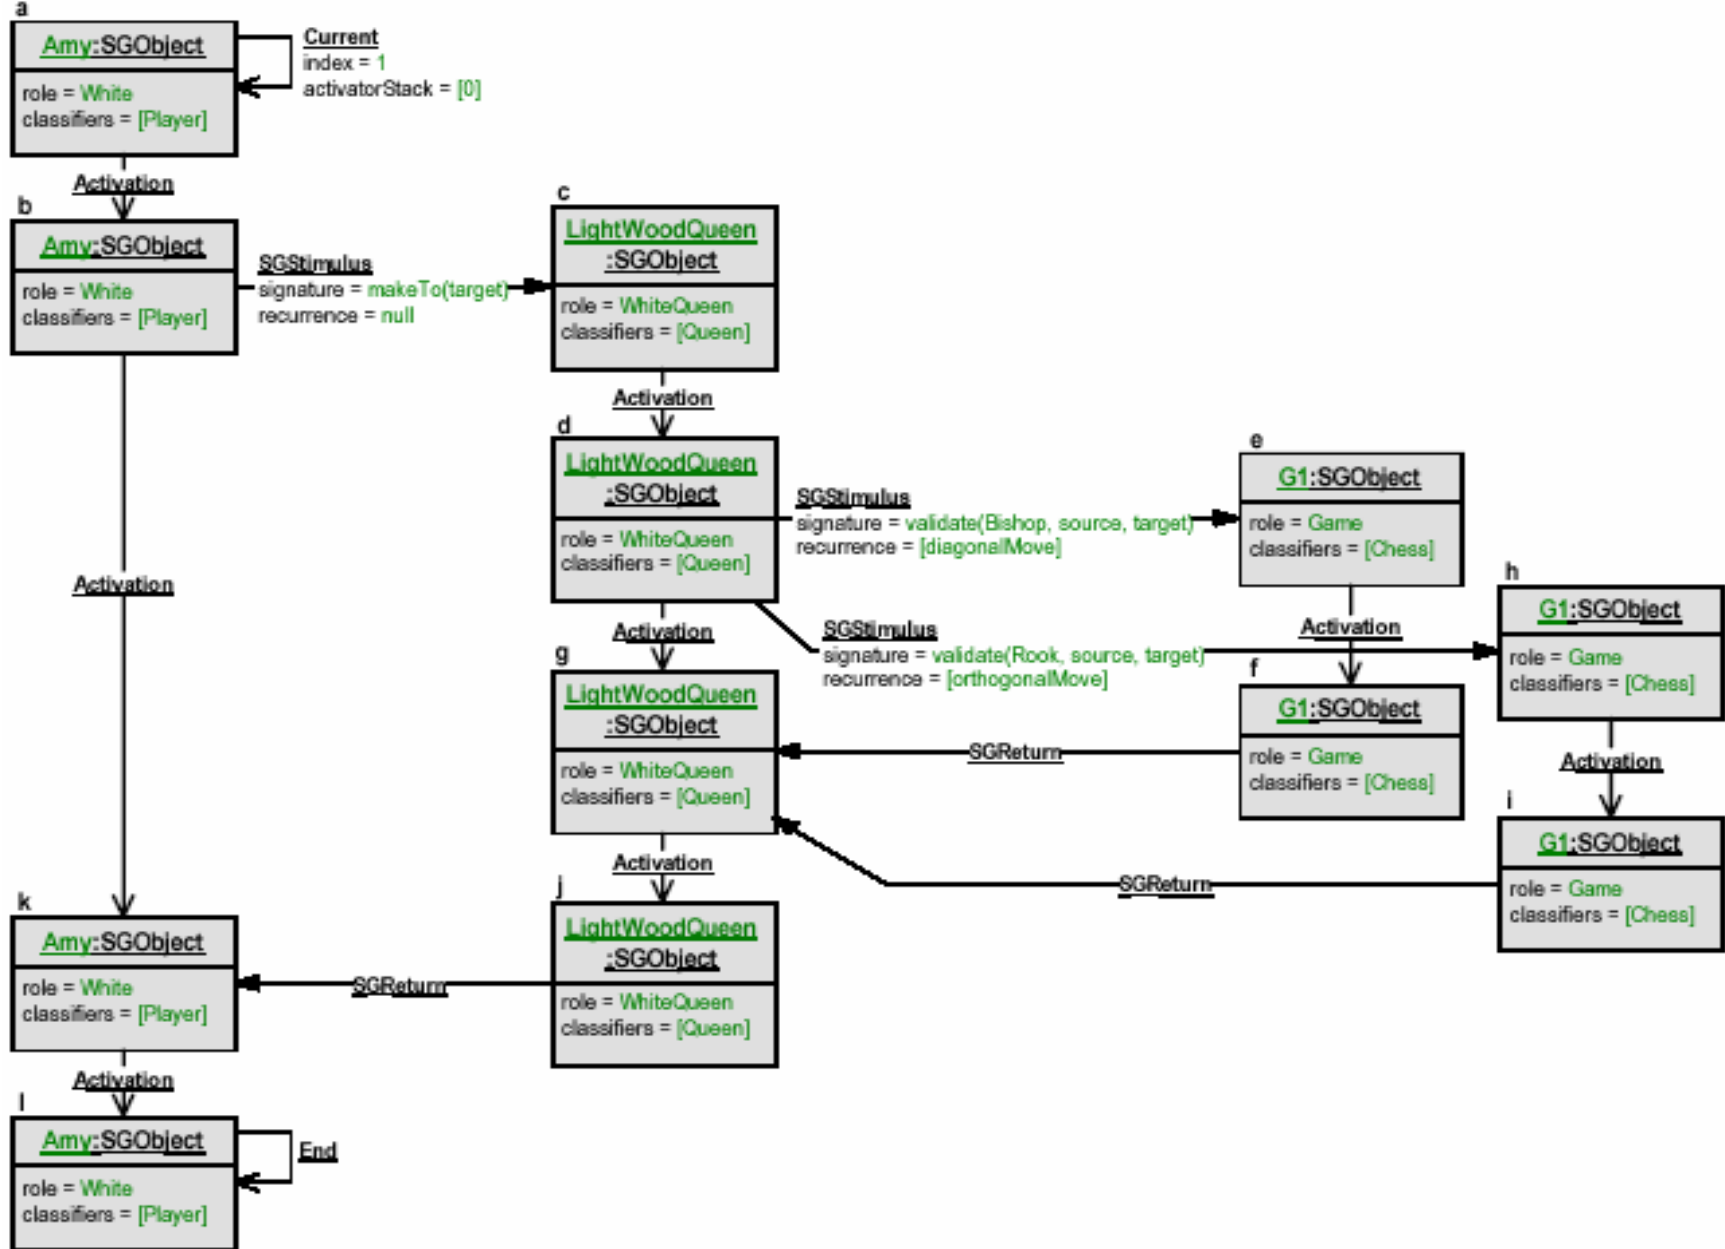 a
Amy:SGObject
role = White
classifiers = [Player]
Current
index = 1
activatorStack = [0]
Activation
b
Amy:SGObject
role = White
classifiers = [Player]
SGStimulus
signature = makeTo(target)
recurrence = null
c
LightWoodQueen
:SGObject
role = WhiteQueen
classifiers = [Queen]
Activation
d
LightWoodQueen
:SGObject
role = WhiteQueen
classifiers = [Queen]
SGStimulus
signature = validate(Bishop, source, target)
recurrence = [diagonalMove]
e
G1:SGObject
role = Game
classifiers = [Chess]
Activation
Activation
SGStimulus
signature = validate(Rook, source, target)
recurrence = [orthogonalMove]
Activation
h
G1:SGObject
role = Game
classifiers = [Chess]
g
LightWoodQueen
:SGObject
role = WhiteQueen
classifiers = [Queen]
SGReturn
f
G1:SGObject
role = Game
classifiers = [Chess]
Activation
Activation
SGReturn
i
G1:SGObject
role = Game
classifiers = [Chess]
k
Amy:SGObject
role = White
classifiers = [Player]
SGReturn
j
LightWoodQueen
:SGObject
role = WhiteQueen
classifiers = [Queen]
Activation
l
Amy:SGObject
role = White
classifiers = [Player]
End